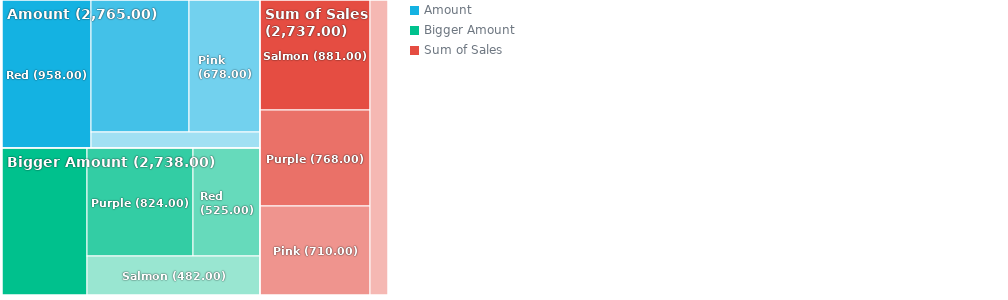 Amount (2,765.00)
Red (958.00)
Pink
(678.00)
Sum of Sales
(2,737.00)
Salmon (881.00)
Purple (768.00)
Pink (710.00)
Bigger Amount (2,738.00)
Purple (824.00)
Red
(525.00)
Salmon (482.00)
Amount
Bigger Amount
Sum of Sales